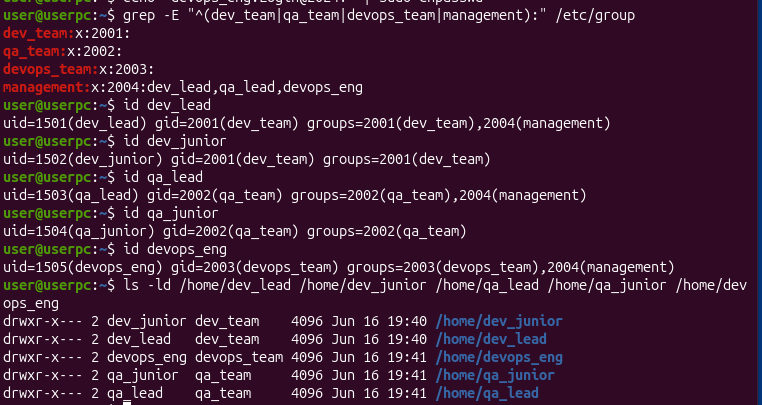 user@userpc:~$ grep -E "^(dev_team|qa_team|devops_team|management):" /etc/group
dev_team:x:2001:
qa_team:x:2002:
devops_team:x:2003:
management:x:2004:dev_lead,qa_lead,devops_eng
user@userpc:~$ id dev_lead
uid=1501(dev_lead) gid=2001(dev_team) groups=2001(dev_team),2004(management)
user@userpc:~$ id dev_junior
uid=1502(dev_junior) gid=2001(dev_team) groups=2001(dev_team)
user@userpc:~$ id qa_lead
uid=1503(qa_lead) gid=2002(qa_team) groups=2002(qa_team),2004(management)
user@userpc:~$ id qa_junior
uid=1504(qa_junior) gid=2002(qa_team) groups=2002(qa_team)
user@userpc:~$ id devops_eng
uid=1505(devops_eng) gid=2003(devops_team) groups=2003(devops_team),2004(management)
user@userpc:~$ ls -ld /home/dev_lead /home/dev_junior /home/qa_lead /home/qa_junior /home/dev
ops_eng
drwxr-x--- 2 dev_junior dev_team    4096 Jun 16 19:40 /home/dev_junior
drwxr-x--- 2 dev_lead   dev_team    4096 Jun 16 19:40 /home/dev_lead
drwxr-x--- 2 devops_eng devops_team 4096 Jun 16 19:41 /home/devops_eng
drwxr-x--- 2 qa_junior  qa_team     4096 Jun 16 19:41 /home/qa_junior
drwxr-x--- 2 qa_lead    qa_team     4096 Jun 16 19:41 /home/qa_lead